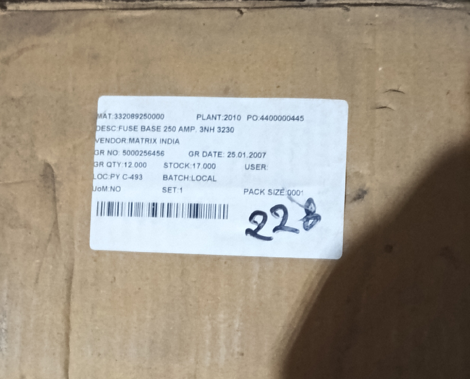 MAT:332089250000 PLANT:2010 PO:4400000445
DESC:FUSE BASE 250 AMP. 3NH 3230
VENDOR:MATRIX INDIA
GR NO: 5000256456 GR DATE: 25.01.2007
GR QTY:12.000 STOCK:17.000 USER:
LOC:PY C-493 BATCH:LOCAL
UoM:NO SET:1 PACK SIZE:0001
228